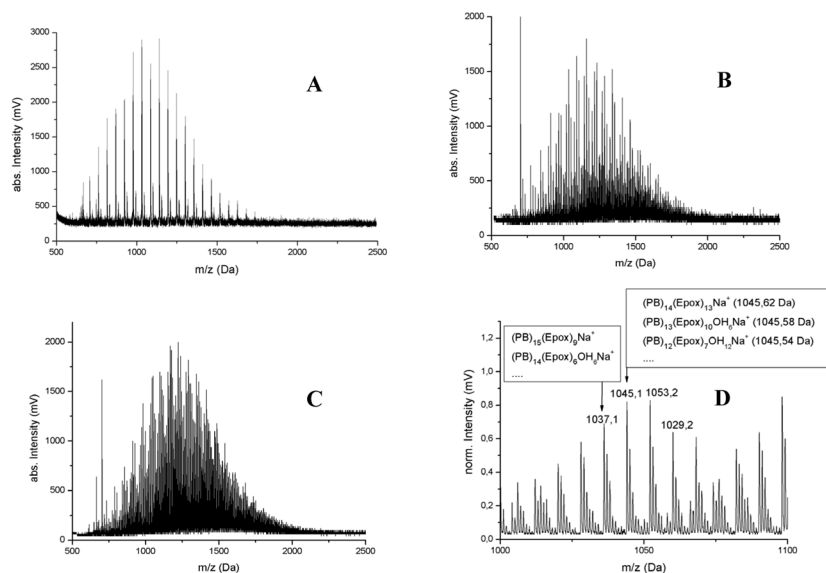 A
abs. Intensity (mV)
3000
2500
2000
1500
1000
500
0
500 1000 1500 2000 2500
m/z (Da)
B
abs. Intensity (mV)
2000
1500
1000
500
0
500 1000 1500 2000 2500
m/z (Da)
C
abs. Intensity (mV)
2000
1500
1000
500
0
500 1000 1500 2000 2500
m/z (Da)
(PB)₁₅(Epox)₉Na⁺
(PB)₁₄(Epox)₆OH₆Na⁺
....
(PB)₁₄(Epox)₁₃Na⁺ (1045,62 Da)
(PB)₁₃(Epox)₁₀OH₆Na⁺ (1045,58 Da)
(PB)₁₂(Epox)₇OH₁₂Na⁺ (1045,54 Da)
....
D
1037,1
1045,1
1053,2
1029,2
norm. Intensity (mV)
1,4
1,2
1,0
0,8
0,6
0,4
0,2
0,0
1000 1050 1100
m/z (Da)